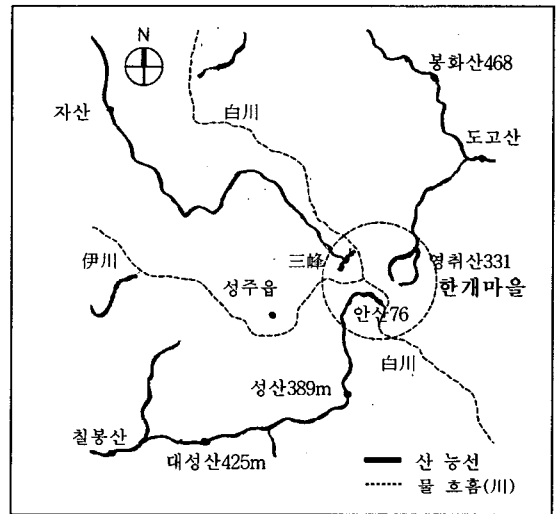 N
봉화산468
자산
白川
도고산
伊川
三峰
영취산331
한개마을
성주읍
안산76
白川
성산389m
칠봉산
대성산425m
산 능선
물 흐흠(川)